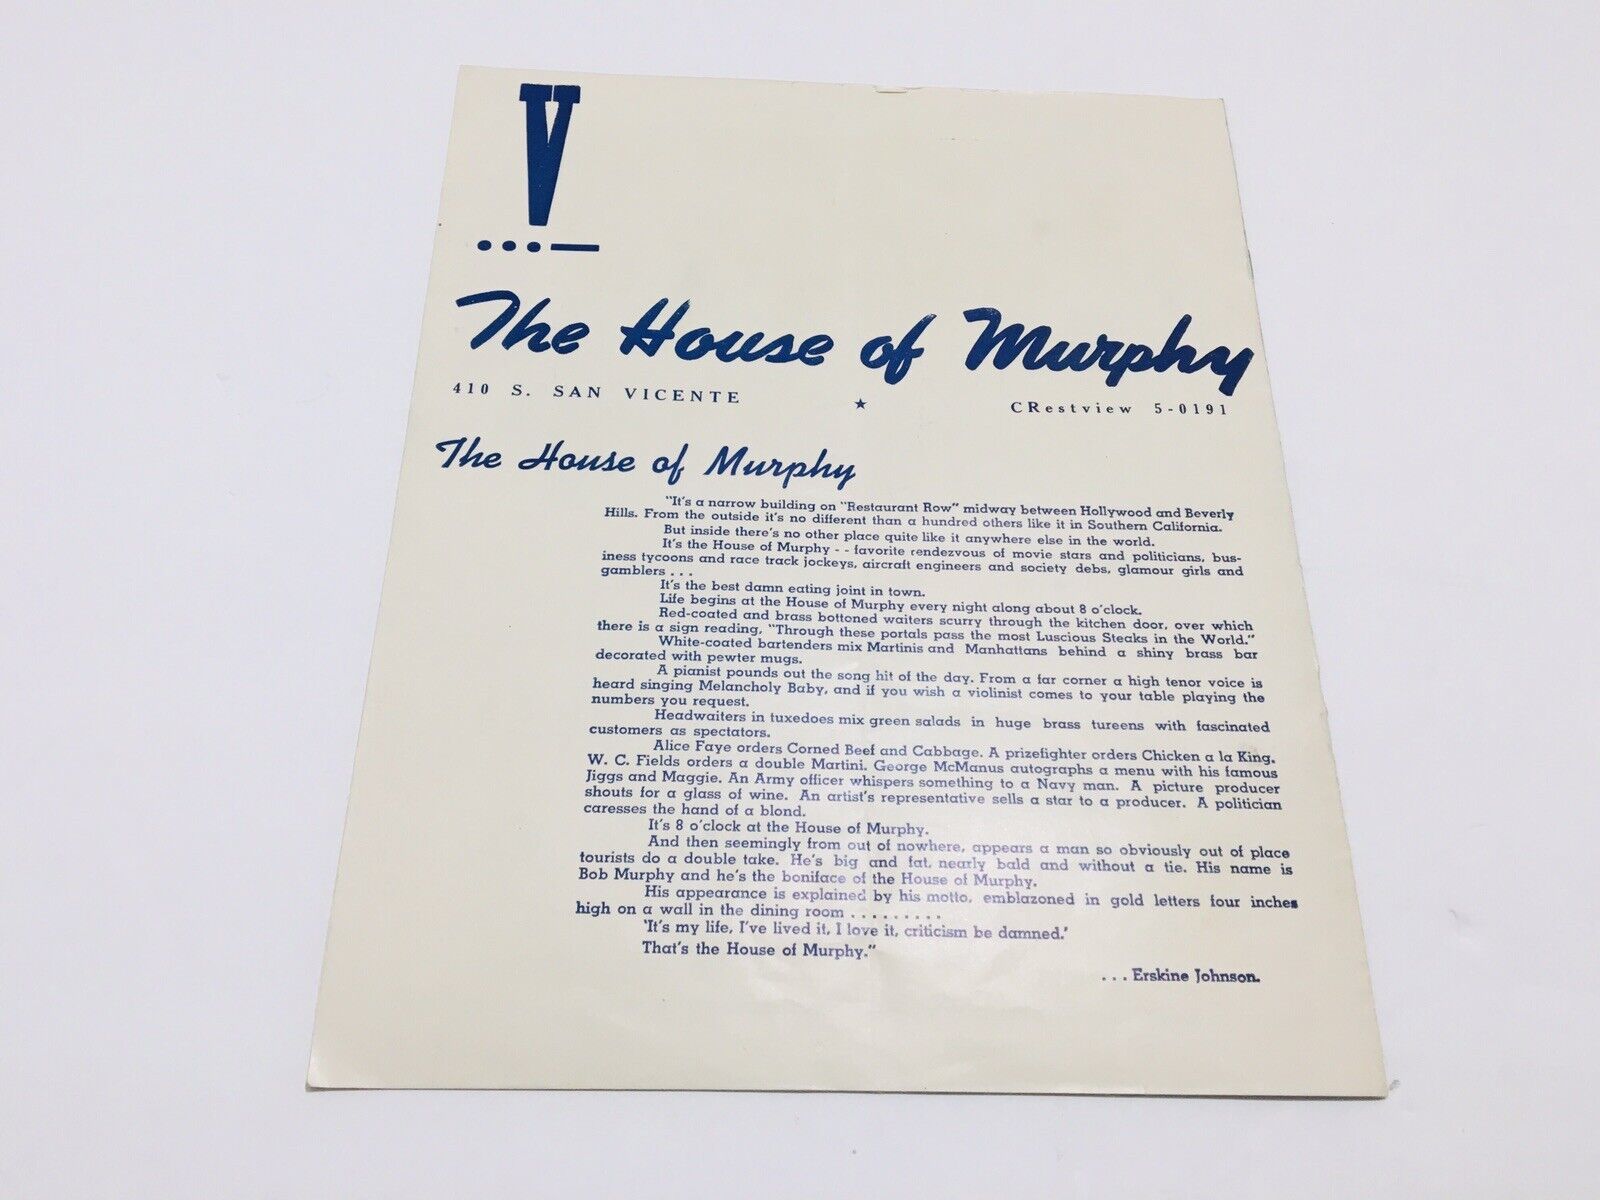 V
...—
The House of Murphy
410 S. SAN VICENTE ★ CRestview 5-0191
The House of Murphy
"It's a narrow building on "Restaurant Row" midway between Hollywood and Beverly
Hills. From the outside it's no different than a hundred others like it in Southern California.
But inside there's no other place quite like it anywhere else in the world.
It's the House of Murphy - - favorite rendezvous of movie stars and politicians, bus-
iness tycoons and race track jockeys, aircraft engineers and society debs, glamour girls and
gamblers . . .
It's the best damn eating joint in town.
Life begins at the House of Murphy every night along about 8 o'clock.
Red-coated and brass bottoned waiters scurry through the kitchen door, over which
there is a sign reading, "Through these portals pass the most Luscious Steaks in the World."
White-coated bartenders mix Martinis and Manhattans behind a shiny brass bar
decorated with pewter mugs.
A pianist pounds out the song hit of the day. From a far corner a high tenor voice is
heard singing Melancholy Baby, and if you wish a violinist comes to your table playing the
numbers you request.
Headwaiters in tuxedoes mix green salads in huge brass tureens with fascinated
customers as spectators.
Alice Faye orders Corned Beef and Cabbage. A prizefighter orders Chicken a la King.
W. C. Fields orders a double Martini. George McManus autographs a menu with his famous
Jiggs and Maggie. An Army officer whispers something to a Navy man. A picture producer
shouts for a glass of wine. An artist's representative sells a star to a producer. A politician
caresses the hand of a blond.
It's 8 o'clock at the House of Murphy.
And then seemingly from out of nowhere, appears a man so obviously out of place
tourists do a double take. He's big and fat, nearly bald and without a tie. His name is
Bob Murphy and he's the boniface of the House of Murphy.
His appearance is explained by his motto, emblazoned in gold letters four inches
high on a wall in the dining room . . . . . . . . .
'It's my life, I've lived it, I love it, criticism be damned.'
That's the House of Murphy."
. . . Erskine Johnson.